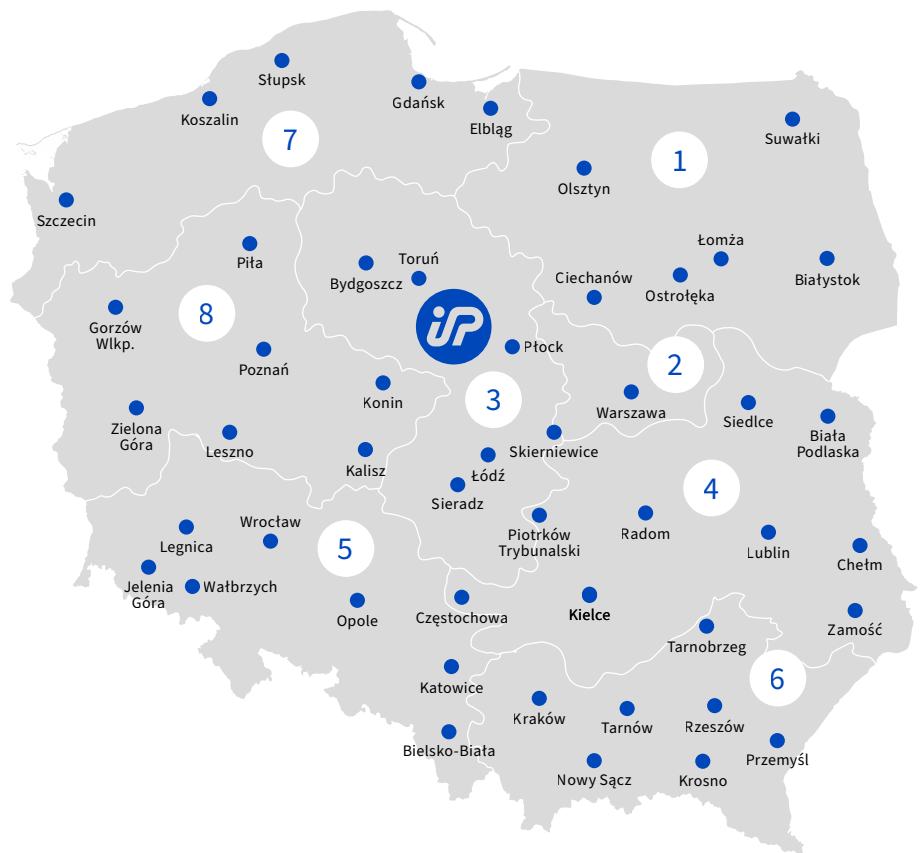 Słupsk
Gdańsk
Koszalin
Elbląg
7
Suwałki
1
Olsztyn
Szczecin
Piła
Toruń
Bydgoszcz
Łomża
Ciechanów
Ostrołęka
Białystok
8
Gorzów
Wlkp.
iSP
Płock
Poznań
2
Konin
3
Warszawa
Siedlce
Zielona
Góra
Leszno
Biała
Podlaska
Skierniewice
Kalisz
Łódź
Sieradz
4
Wrocław
Legnica
5
Piotrków
Trybunalski
Radom
Lublin
Chełm
Jelenia
Góra
Wałbrzych
Opole
Częstochowa
Kielce
Zamość
Tarnobrzeg
Katowice
6
Kraków
Tarnów
Rzeszów
Bielsko-Biała
Przemyśl
Nowy Sącz
Krosno